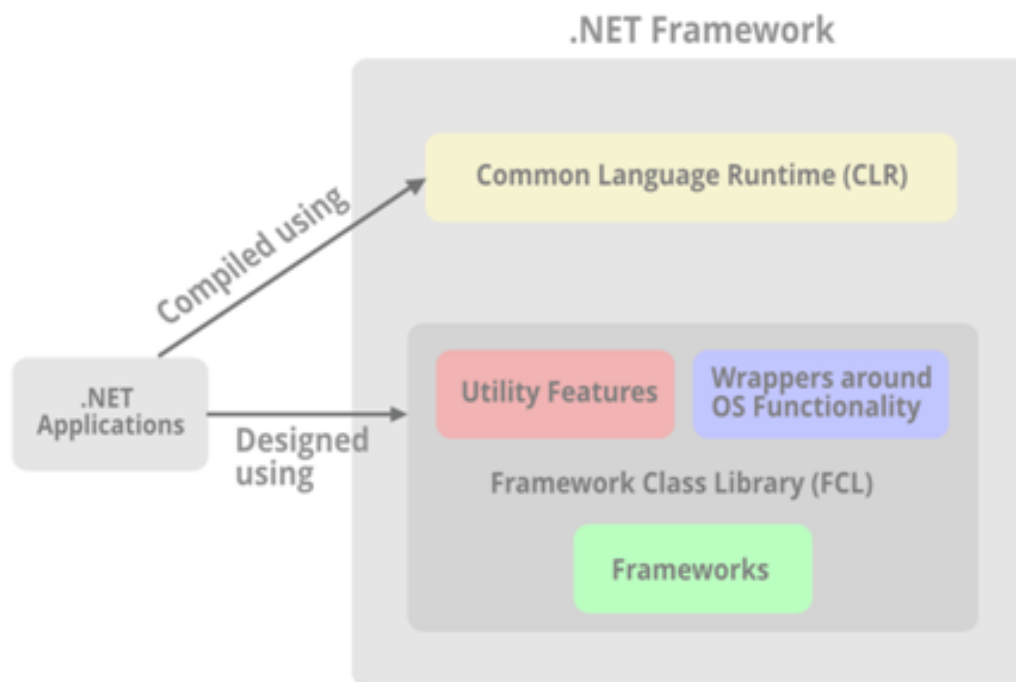 .NET Framework
Common Language Runtime (CLR)
Compiled using
.NET
Applications
Designed
using
Utility Features
Wrappers around
OS Functionality
Framework Class Library (FCL)
Frameworks